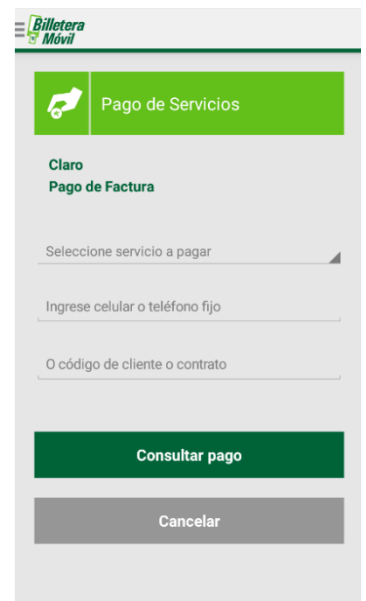 Billetera
Móvil
Pago de Servicios
Claro
Pago de Factura
Seleccione servicio a pagar
Ingrese celular o teléfono fijo
O código de cliente o contrato
Consultar pago
Cancelar